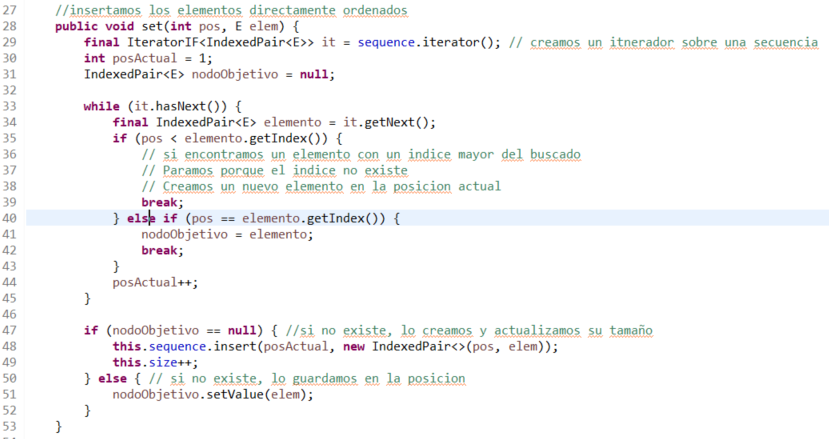 27 //insertamos los elementos directamente ordenados
28 public void set(int pos, E elem) {
29 final IteratorIF<IndexedPair<E>> it = sequence.iterator(); // creamos un itnerador sobre una secuencia
30 int posActual = 1;
31 IndexedPair<E> nodoObjetivo = null;
32
33 while (it.hasNext()) {
34 final IndexedPair<E> elemento = it.getNext();
35 if (pos < elemento.getIndex()) {
36 // si encontramos un elemento con un indice mayor del buscado
37 // Paramos porque el indice no existe
38 // Creamos un nuevo elemento en la posicion actual
39 break;
40 } else if (pos == elemento.getIndex()) {
41 nodoObjetivo = elemento;
42 break;
43 }
44 posActual++;
45 }
46
47 if (nodoObjetivo == null) { //si no existe, lo creamos y actualizamos su tamaño
48 this.sequence.insert(posActual, new IndexedPair<>(pos, elem));
49 this.size++;
50 } else { // si no existe, lo guardamos en la posicion
51 nodoObjetivo.setValue(elem);
52 }
53 }